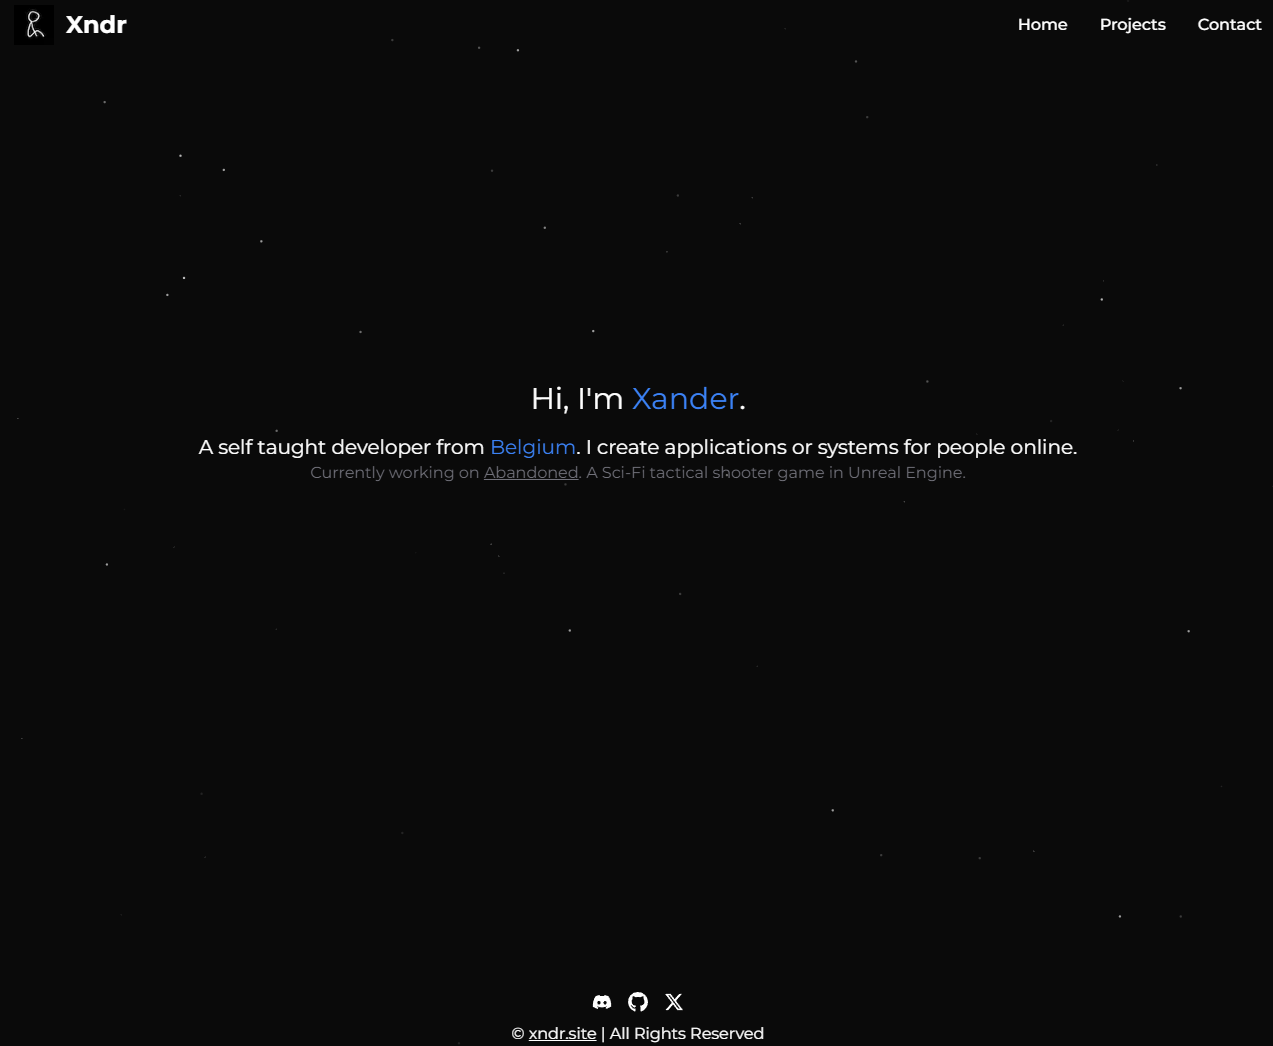 Xndr
Home Projects Contact
Hi, I'm Xander.
A self taught developer from Belgium. I create applications or systems for people online.
Currently working on Abandoned. A Sci-Fi tactical shooter game in Unreal Engine.
© xndr.site | All Rights Reserved